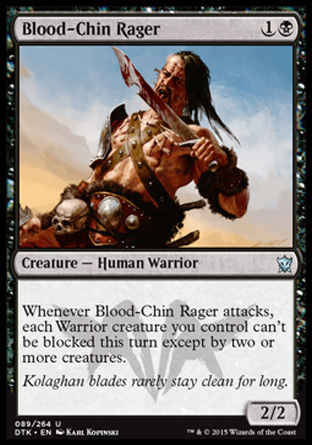 Blood-Chin Rager 1
Creature — Human Warrior
Whenever Blood-Chin Rager attacks,
each Warrior creature you control can't
be blocked this turn except by two or
more creatures.
Kolaghan blades rarely stay clean for long.
2/2
089/264 U
DTK • EN Karl Kopinski
™ & © 2015 Wizards of the Coast